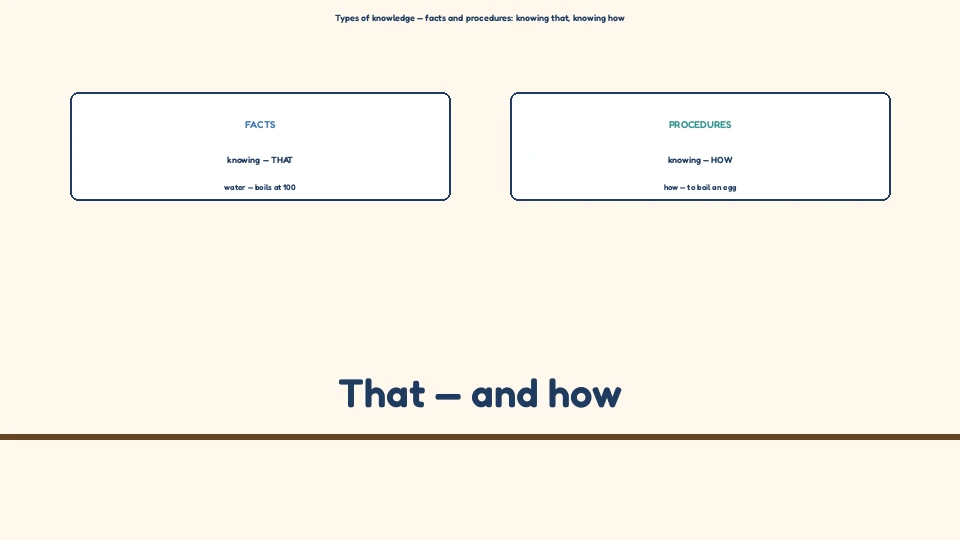 Types of knowledge — facts and procedures: knowing that, knowing how
FACTS
knowing — THAT
water — boils at 100
PROCEDURES
knowing — HOW
how — to boil an egg
That — and how